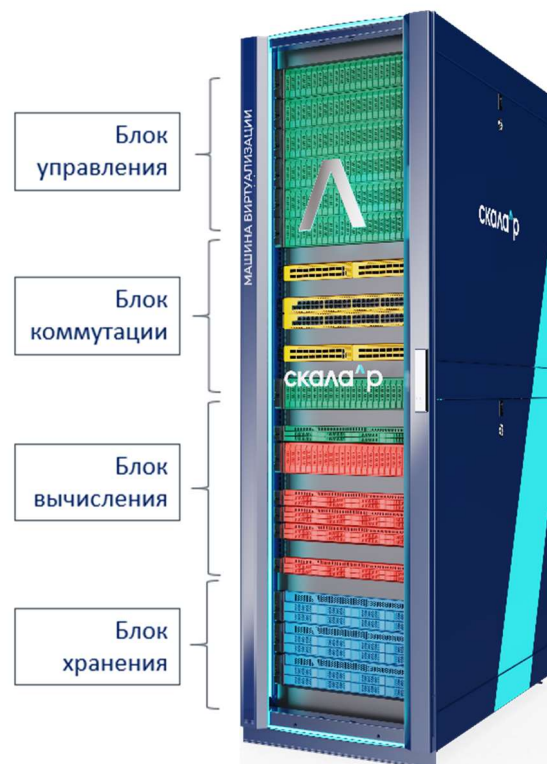 Блок
управления
Блок
коммутации
Блок
вычисления
Блок
хранения
МАШИНА ВИРТУАЛИЗАЦИИ
скала^р
скала^р